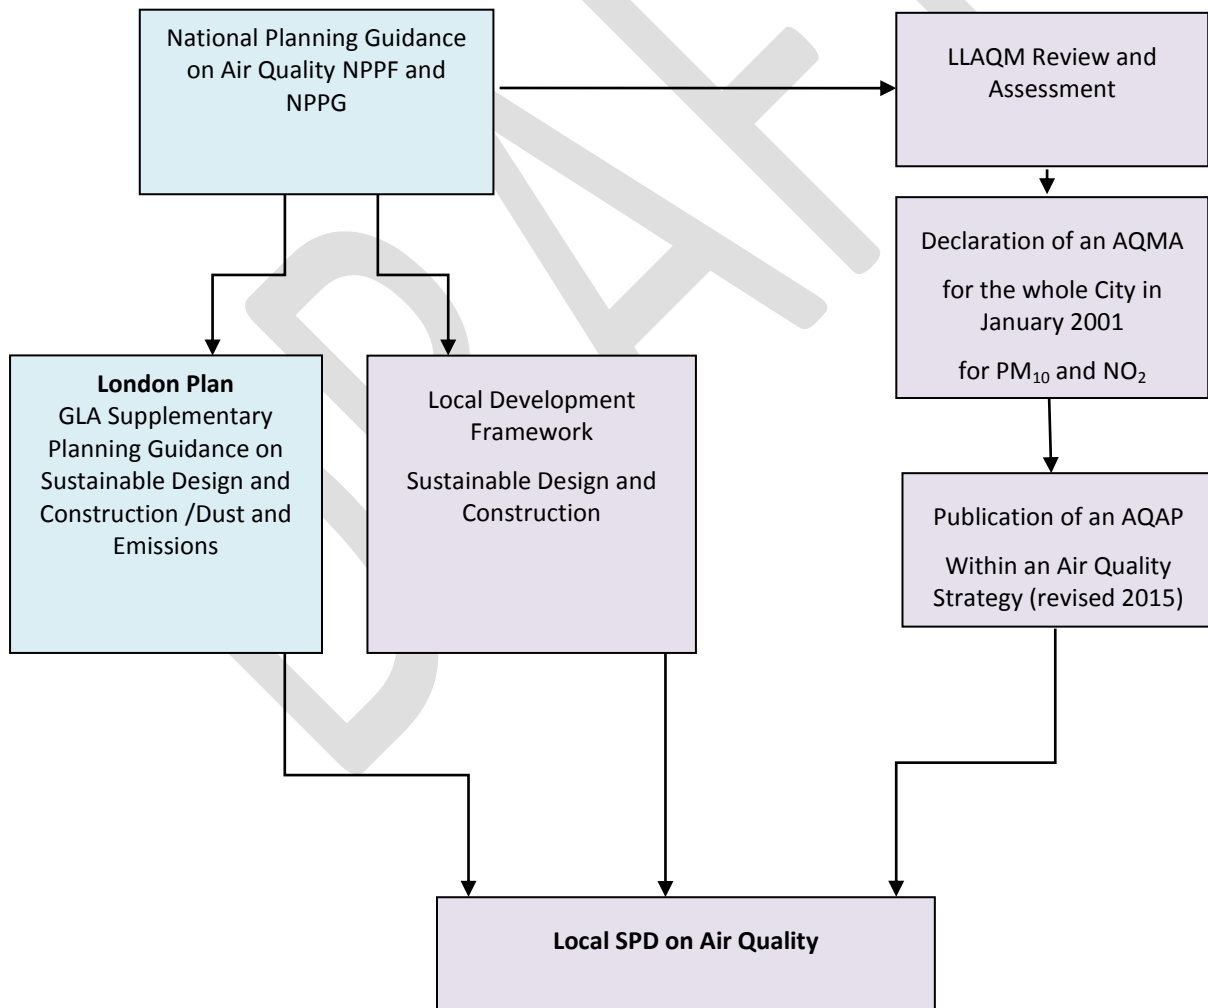 National Planning Guidance
on Air Quality NPPF and
NPPG
LLAQM Review and
Assessment
Declaration of an AQMA
for the whole City in
January 2001
for PM₁₀ and NO₂
London Plan
GLA Supplementary
Planning Guidance on
Sustainable Design and
Construction /Dust and
Emissions
Local Development
Framework
Sustainable Design and
Construction
Publication of an AQAP
Within an Air Quality
Strategy (revised 2015)
Local SPD on Air Quality